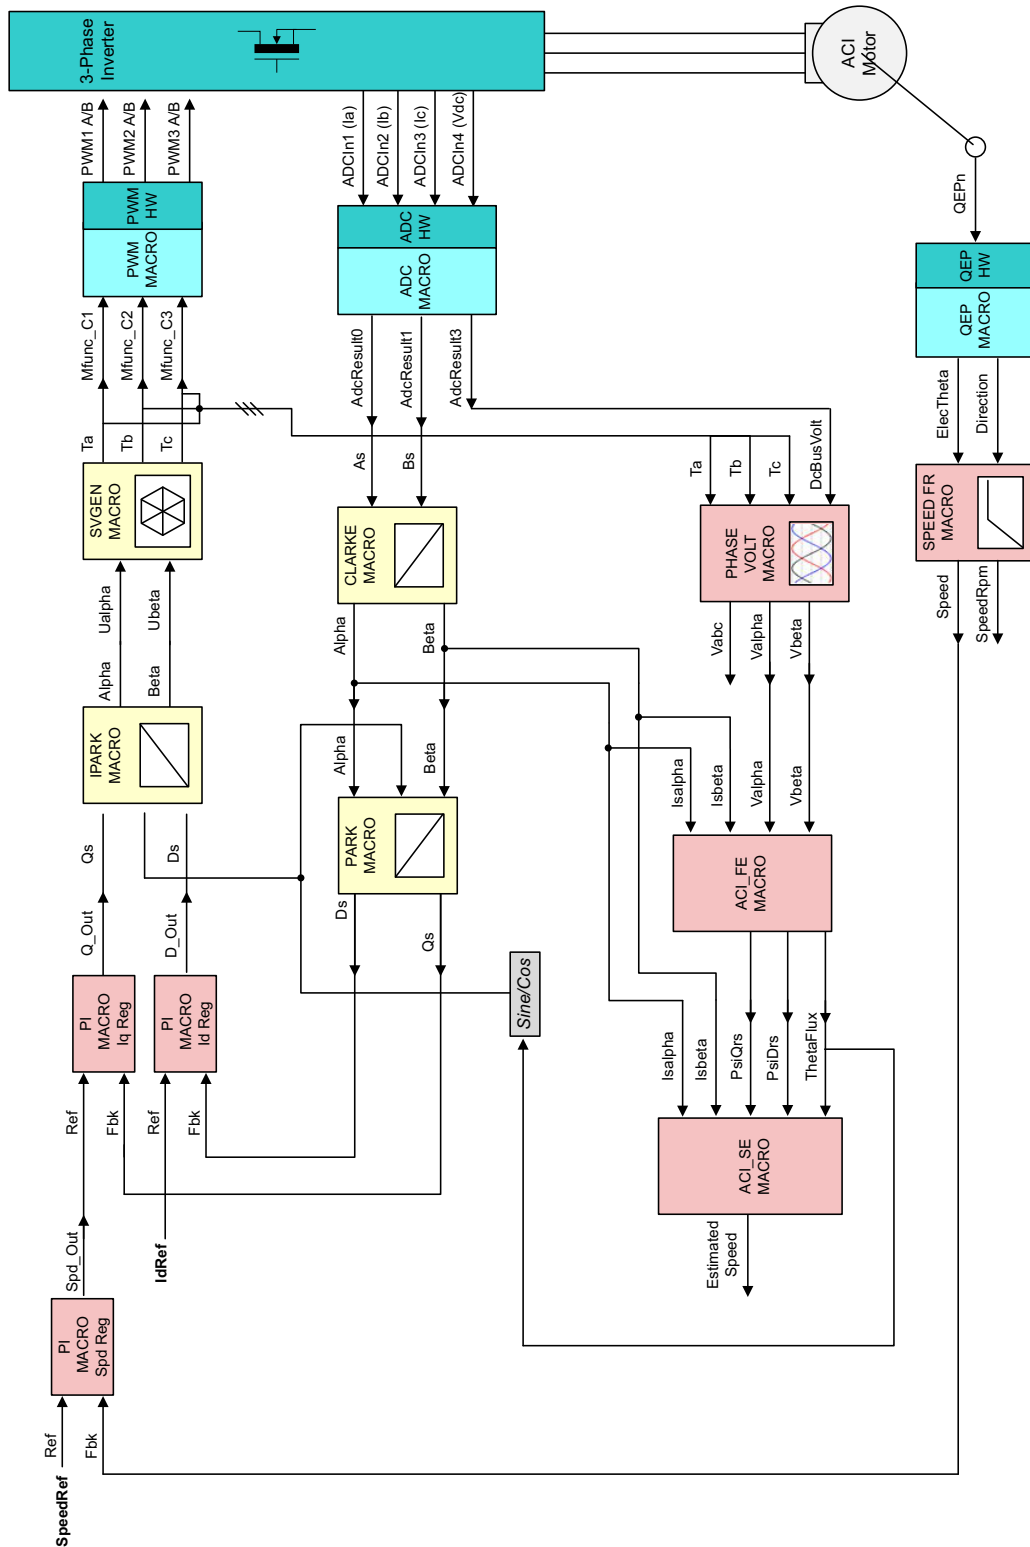 SpeedRef
Ref
Fbk
PI
MACRO
Spd Reg
Spd_Out
Ref
Fbk
PI
MACRO
Iq Reg
Q_Out
Qs
IdRef
Ref
Fbk
PI
MACRO
Id Reg
D_Out
Ds
IPARK
MACRO
Alpha
Beta
Ualpha
Ubeta
SVGEN
MACRO
Ta
Tb
Tc
Mfunc_C1
Mfunc_C2
Mfunc_C3
PWM
MACRO
PWM
HW
PWM1 A/B
PWM2 A/B
PWM3 A/B
3-Phase
Inverter
Ds
Qs
PARK
MACRO
Alpha
Beta
Alpha
Beta
CLARKE
MACRO
As
Bs
AdcResult0
AdcResult1
AdcResult3
ADC
MACRO
ADC
HW
ADCIn1 (Ia)
ADCIn2 (Ib)
ADCIn3 (Ic)
ADCIn4 (Vdc)
Sine/Cos
Estimated
Speed
ACI_SE
MACRO
Isalpha
Isbeta
PsiQrs
PsiDrs
ThetaFlux
ACI_FE
MACRO
Isalpha
Isbeta
Valpha
Vbeta
Vabc
Valpha
Vbeta
PHASE
VOLT
MACRO
Ta
Tb
Tc
DcBusVolt
ACI
Motor
Speed
SpeedRpm
SPEED FR
MACRO
ElecTheta
Direction
QEP
MACRO
QEP
HW
QEPn